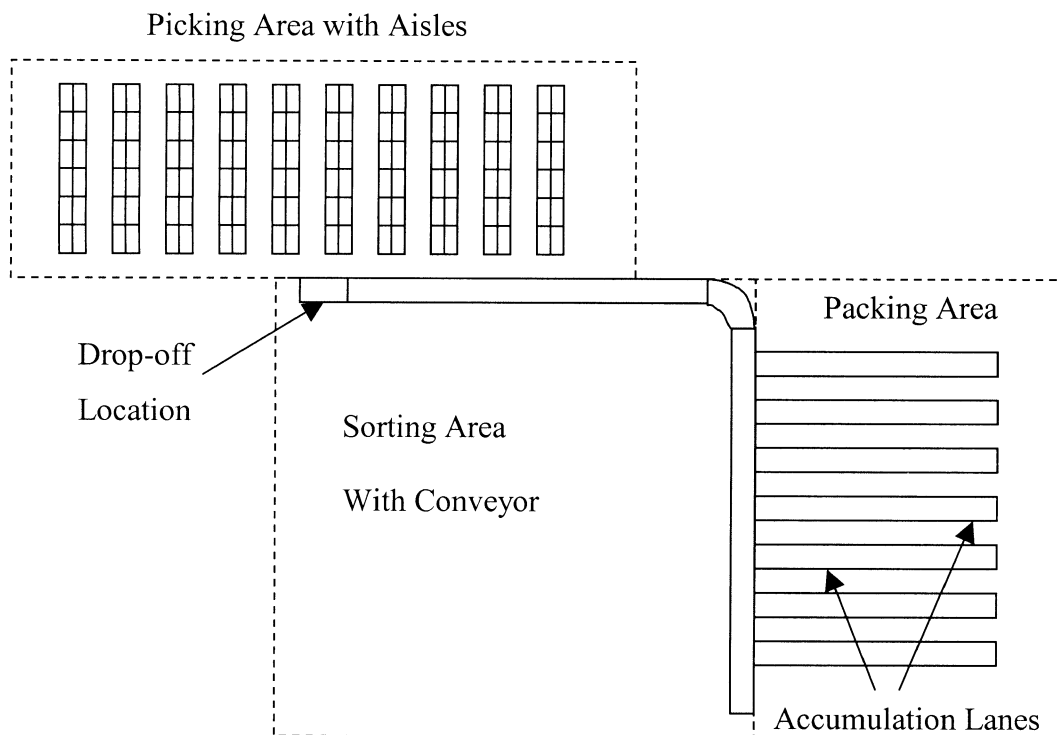 Picking Area with Aisles
Packing Area
Drop-off
Location
Sorting Area
With Conveyor
Accumulation Lanes